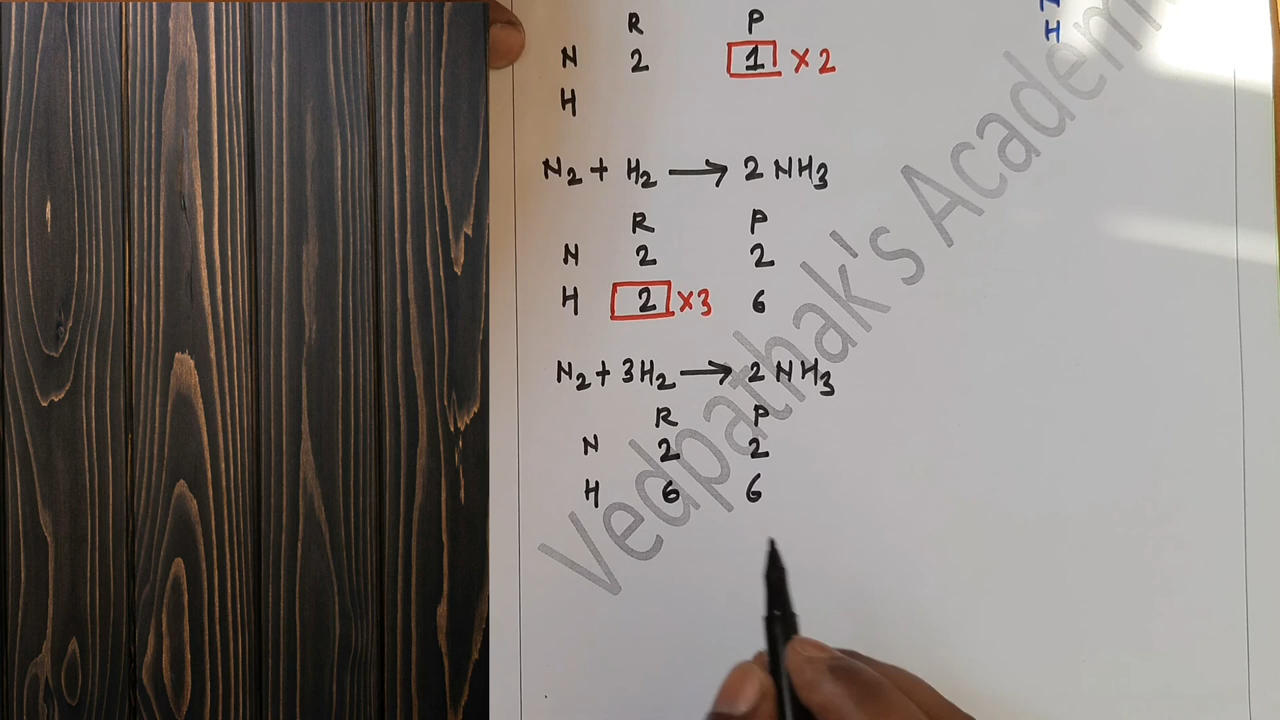 R P
N 2 1 ×2
H
N₂ + H₂ ⟶ 2 NH₃
R P
N 2 2
H 2 ×3 6
N₂ + 3H₂ ⟶ 2 NH₃
R P
N 2 2
H 6 6
H
Vedpathak's Academ